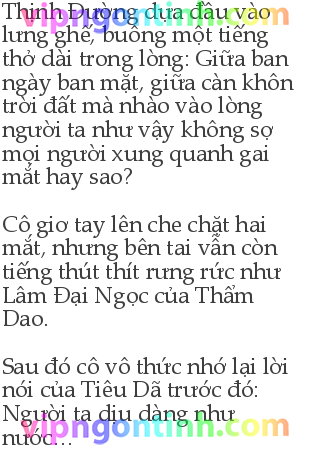 Thịnh Đường dựa đầu vào
lưng ghế, buông một tiếng
thở dài trong lòng: Giữa ban
ngày ban mặt, giữa càn khôn
trời đất mà nhào vào lòng
người ta như vậy không sợ
mọi người xung quanh gai
mắt hay sao?
Cô giơ tay lên che chặt hai
mắt, nhưng bên tai vẫn còn
tiếng thút thít rưng rức như
Lâm Đại Ngọc của Thẩm
Dao.
Sau đó cô vô thức nhớ lại lời
nói của Tiêu Dã trước đó:
Người ta dịu dàng như
nước...
vipngontinh.com
vipngontinh.com